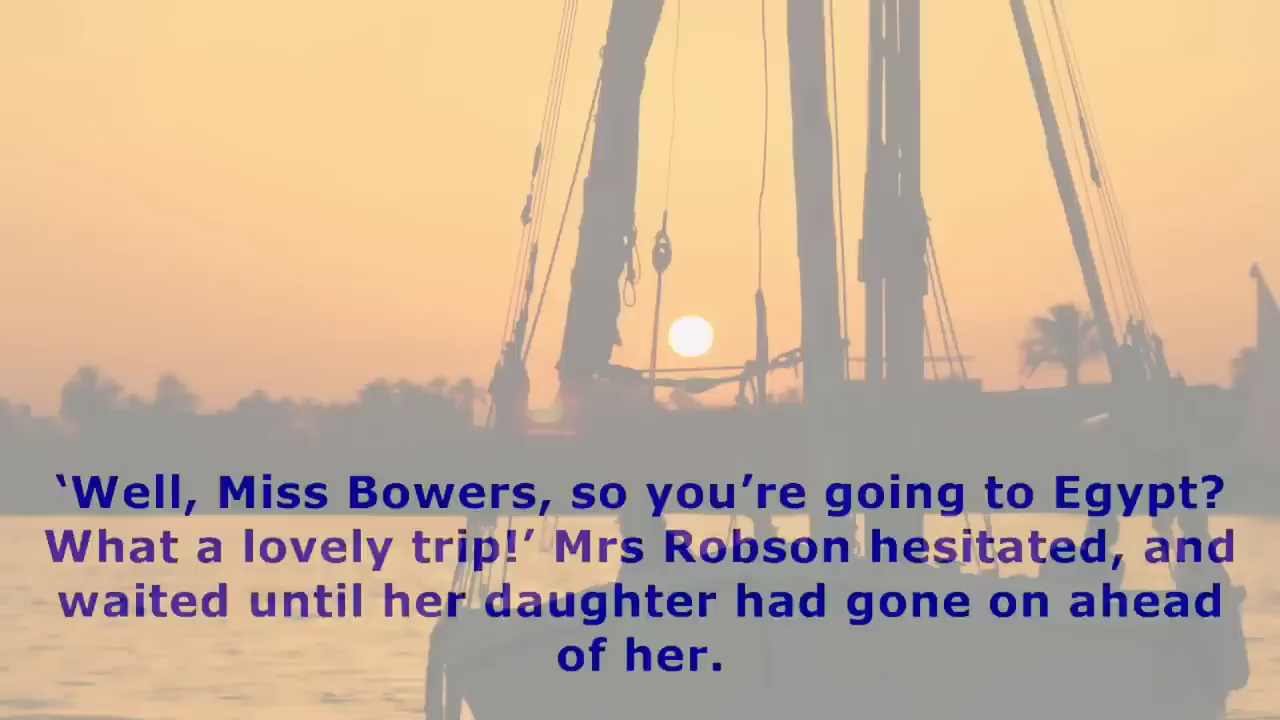 ‘Well, Miss Bowers, so you’re going to Egypt?
What a lovely trip!’ Mrs Robson hesitated, and
waited until her daughter had gone on ahead
of her.